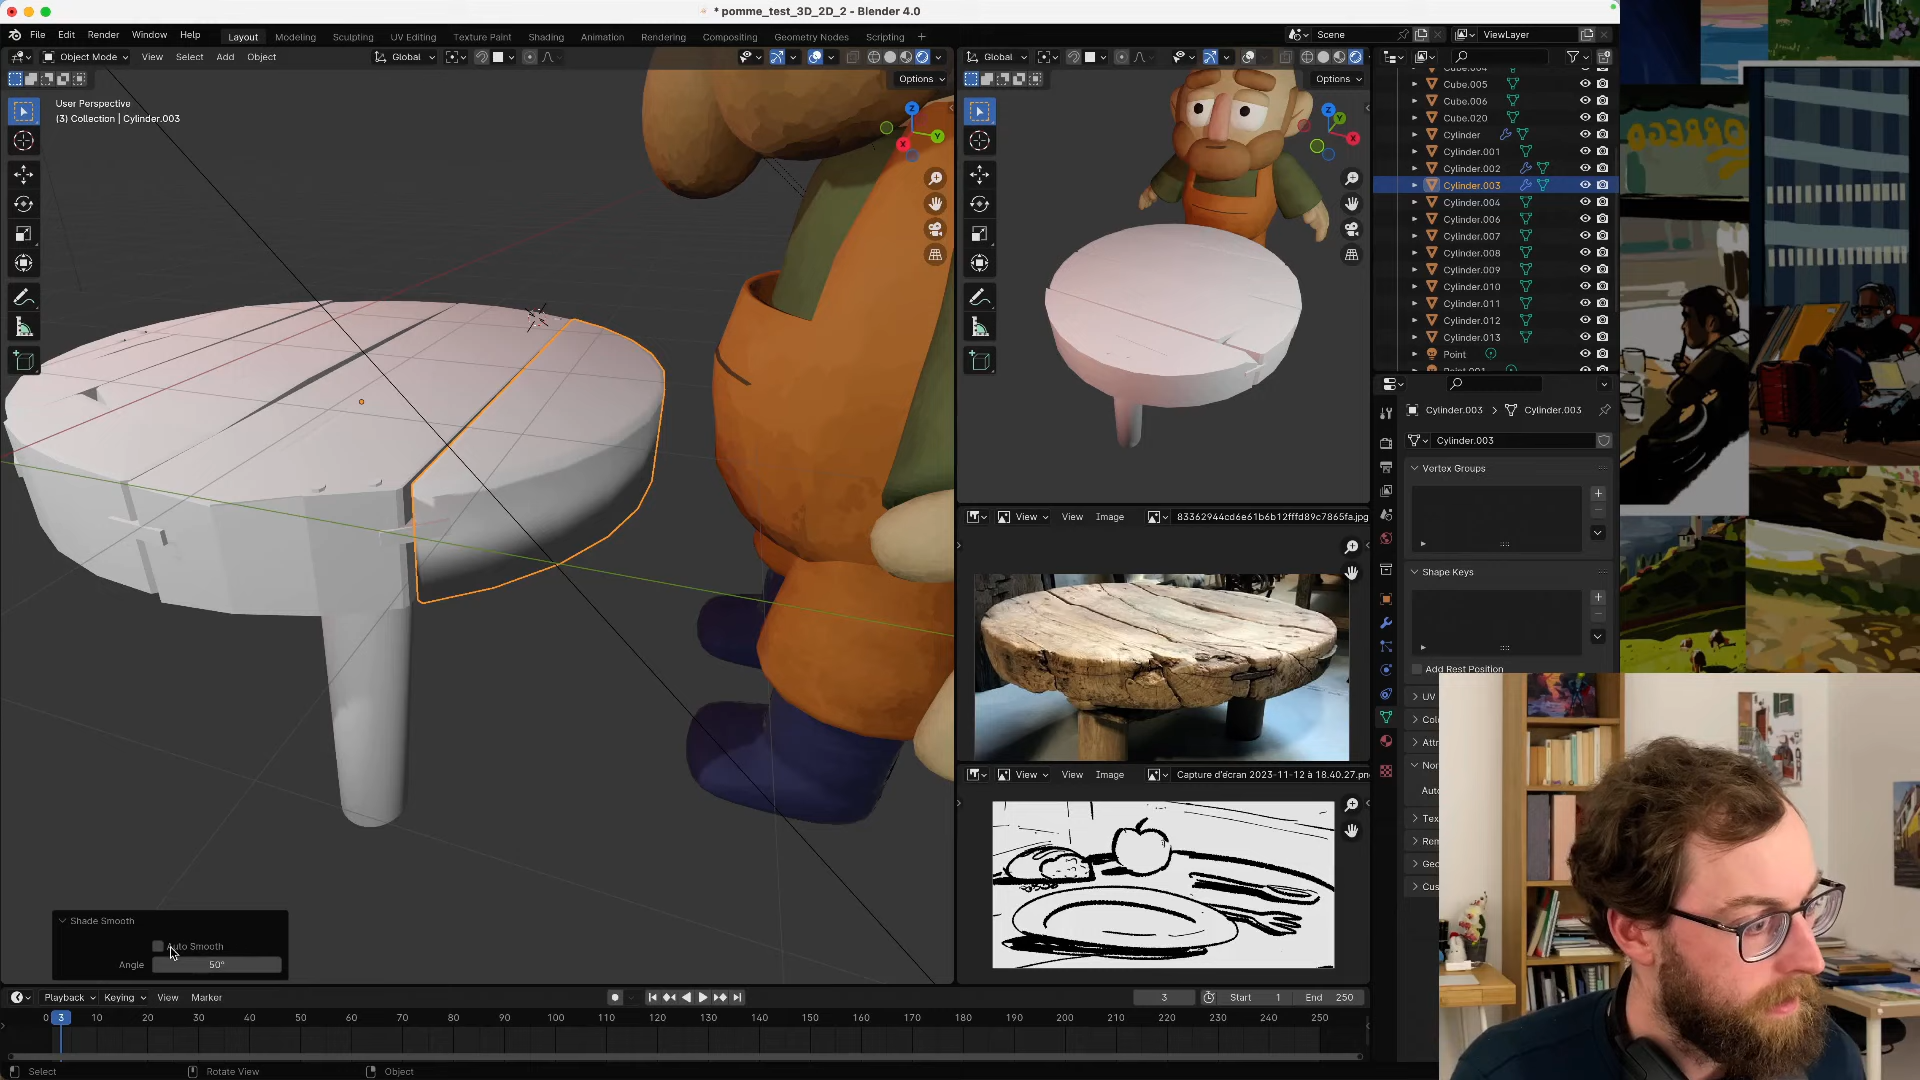 * pomme_test_3D_2D_2 - Blender 4.0
File Edit Render Window Help
Layout Modeling Sculpting UV Editing Texture Paint Shading Animation Rendering Compositing Geometry Nodes Scripting +
Scene ViewLayer
Object Mode View Select Add Object Global
Options
User Perspective
(3) Collection | Cylinder.003
Global
Options
Cube.005
Cube.006
Cube.020
Cylinder
Cylinder.001
Cylinder.002
Cylinder.003
Cylinder.004
Cylinder.006
Cylinder.007
Cylinder.008
Cylinder.009
Cylinder.010
Cylinder.011
Cylinder.012
Cylinder.013
Point
Cylinder.003 > Cylinder.003
Cylinder.003
Vertex Groups
Shape Keys
Add Rest Position
View View Image 83362944cd6e61b6b12fffd89c7865fa.jpg
View View Image Capture d'écran 2023-11-12 à 18.40.27.pn
Shade Smooth
Auto Smooth
Angle 50°
Playback Keying View Marker
3 Start 1 End 250
0 3 10 20 30 40 50 60 70 80 90 100 110 120 130 140 150 160 170 180 190 200 210 220 230 240 250
Select Rotate View Object